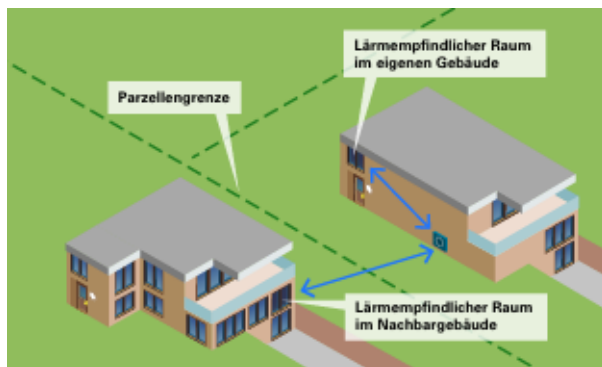 Lärmempfindlicher Raum
im eigenen Gebäude
Parzellengrenze
Lärmempfindlicher Raum
im Nachbargebäude